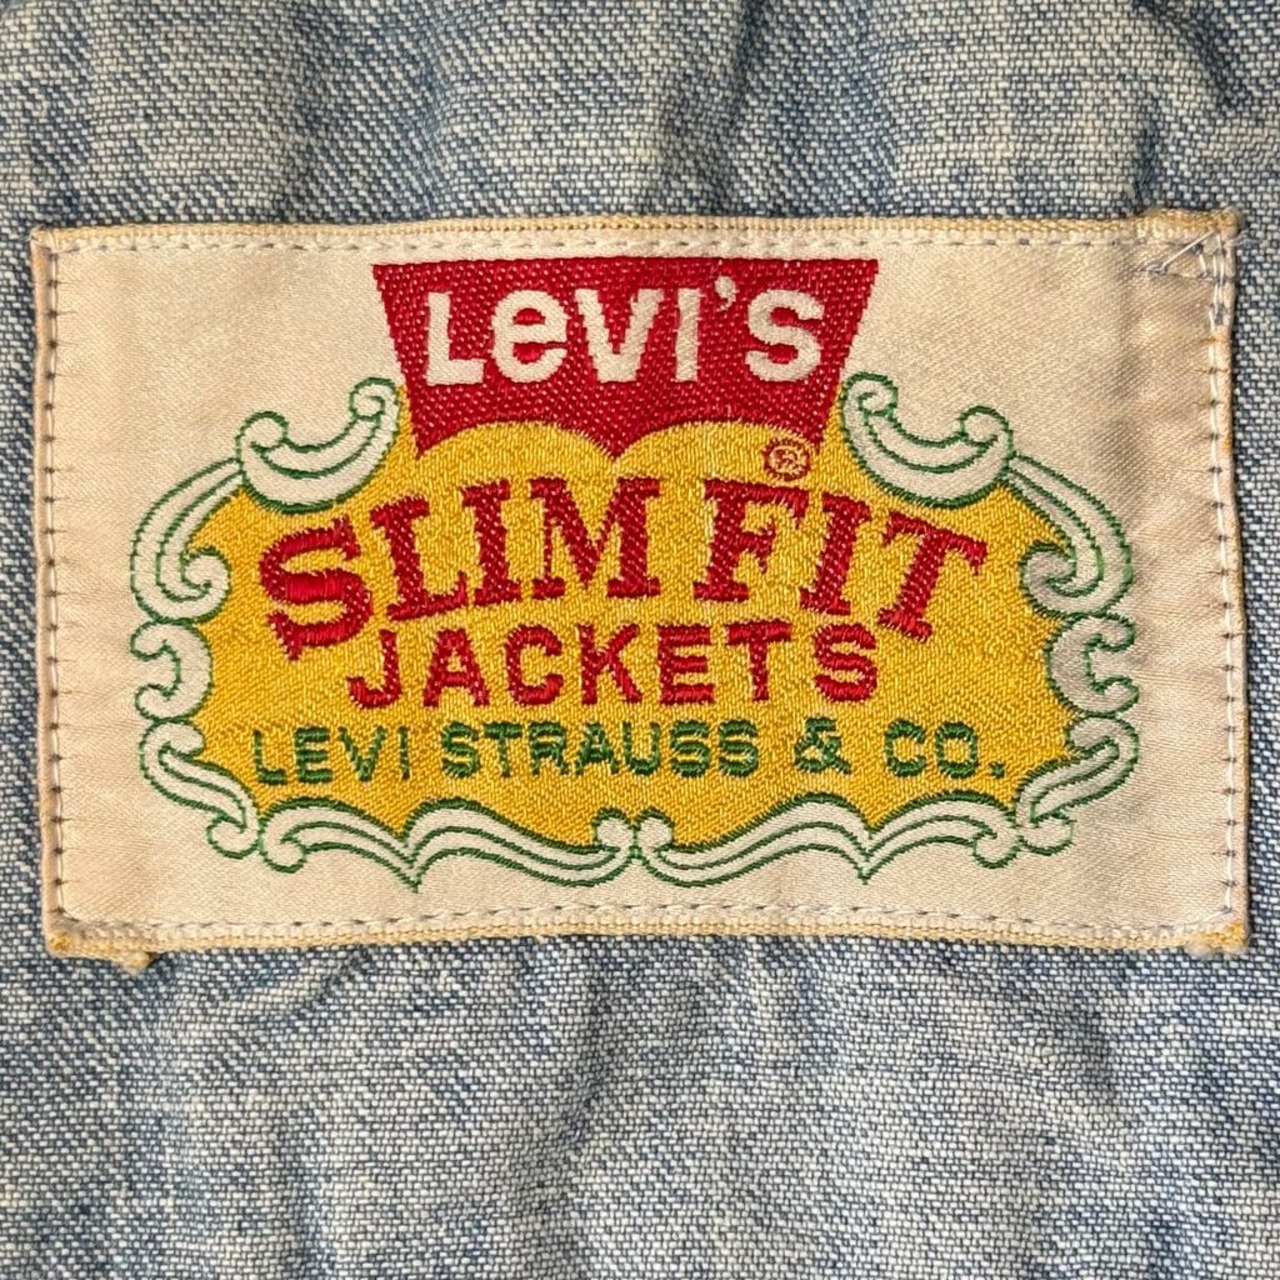 LeVI'S
®
SLIM FIT
JACKETS
LEVI STRAUSS & CO.